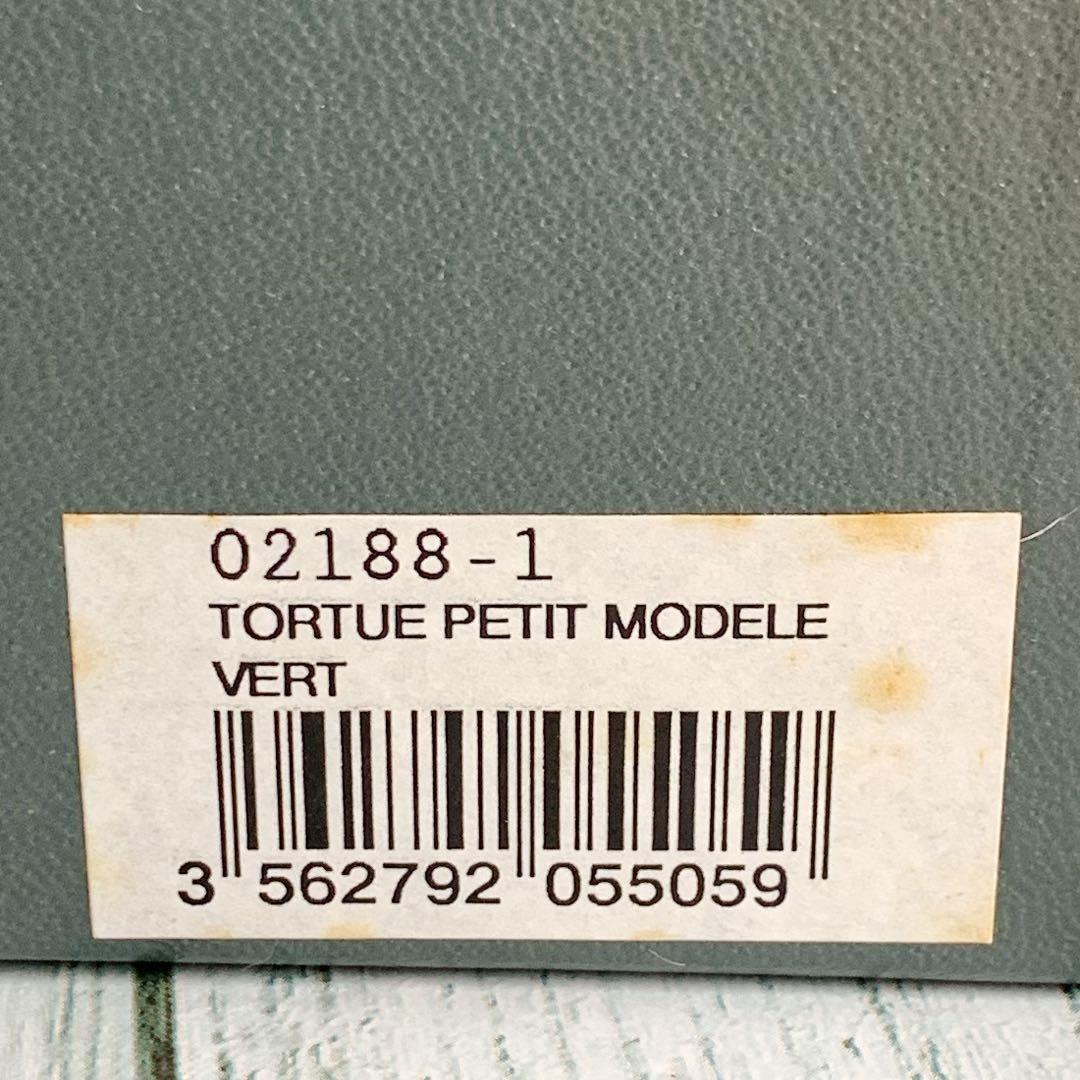 02188-1
TORTUE PETIT MODELE
VERT
3 562792 055059